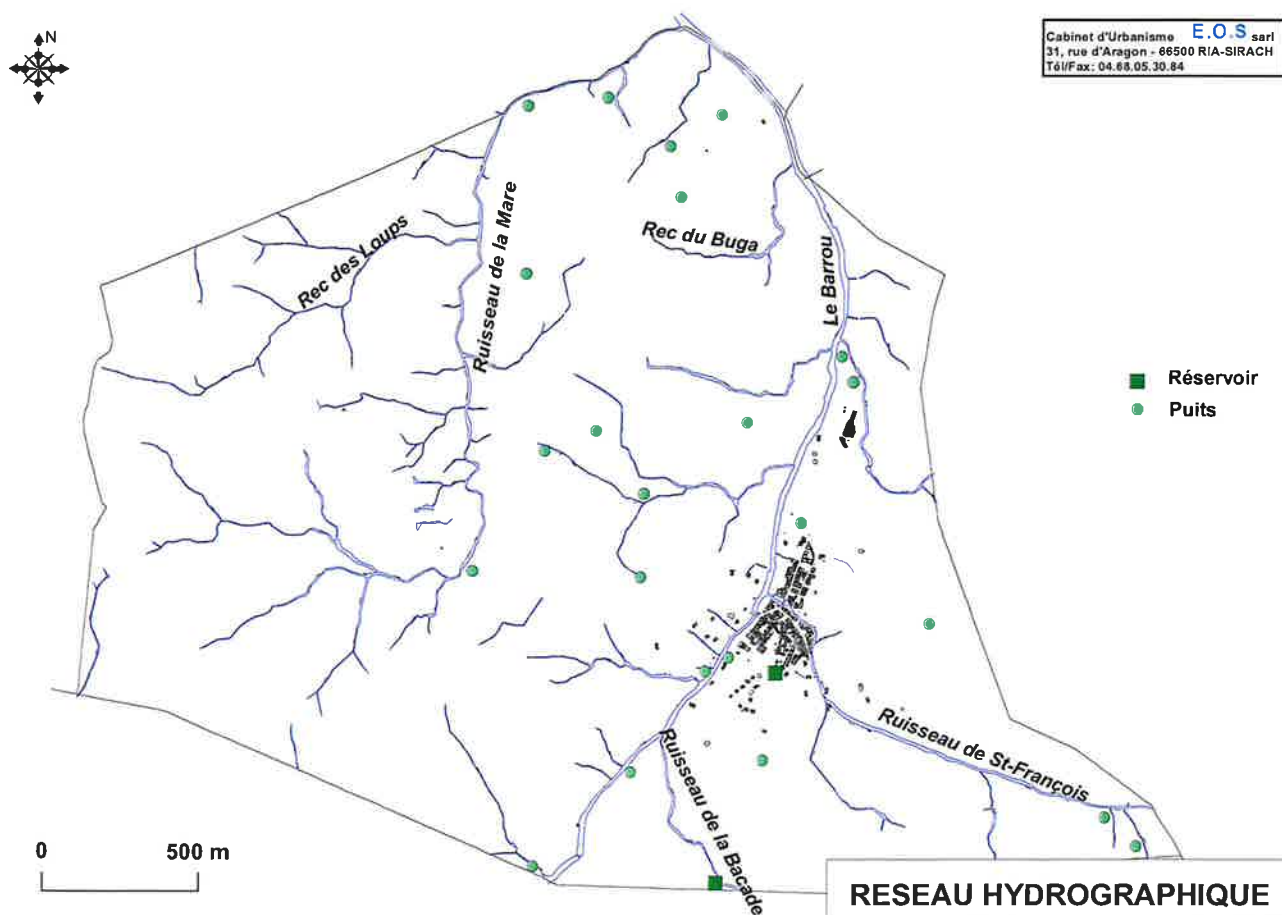 N
Cabinet d'Urbanisme E.O.S sarl
31, rue d'Aragon - 66500 RIA-SIRACH
Tél/Fax: 04.68.05.30.84
Rec des Loups
Ruisseau de la Mare
Rec du Buga
Le Barrou
Réservoir
Puits
Ruisseau de St-François
Ruisseau de la Bacade
0 500 m
RESEAU HYDROGRAPHIQUE